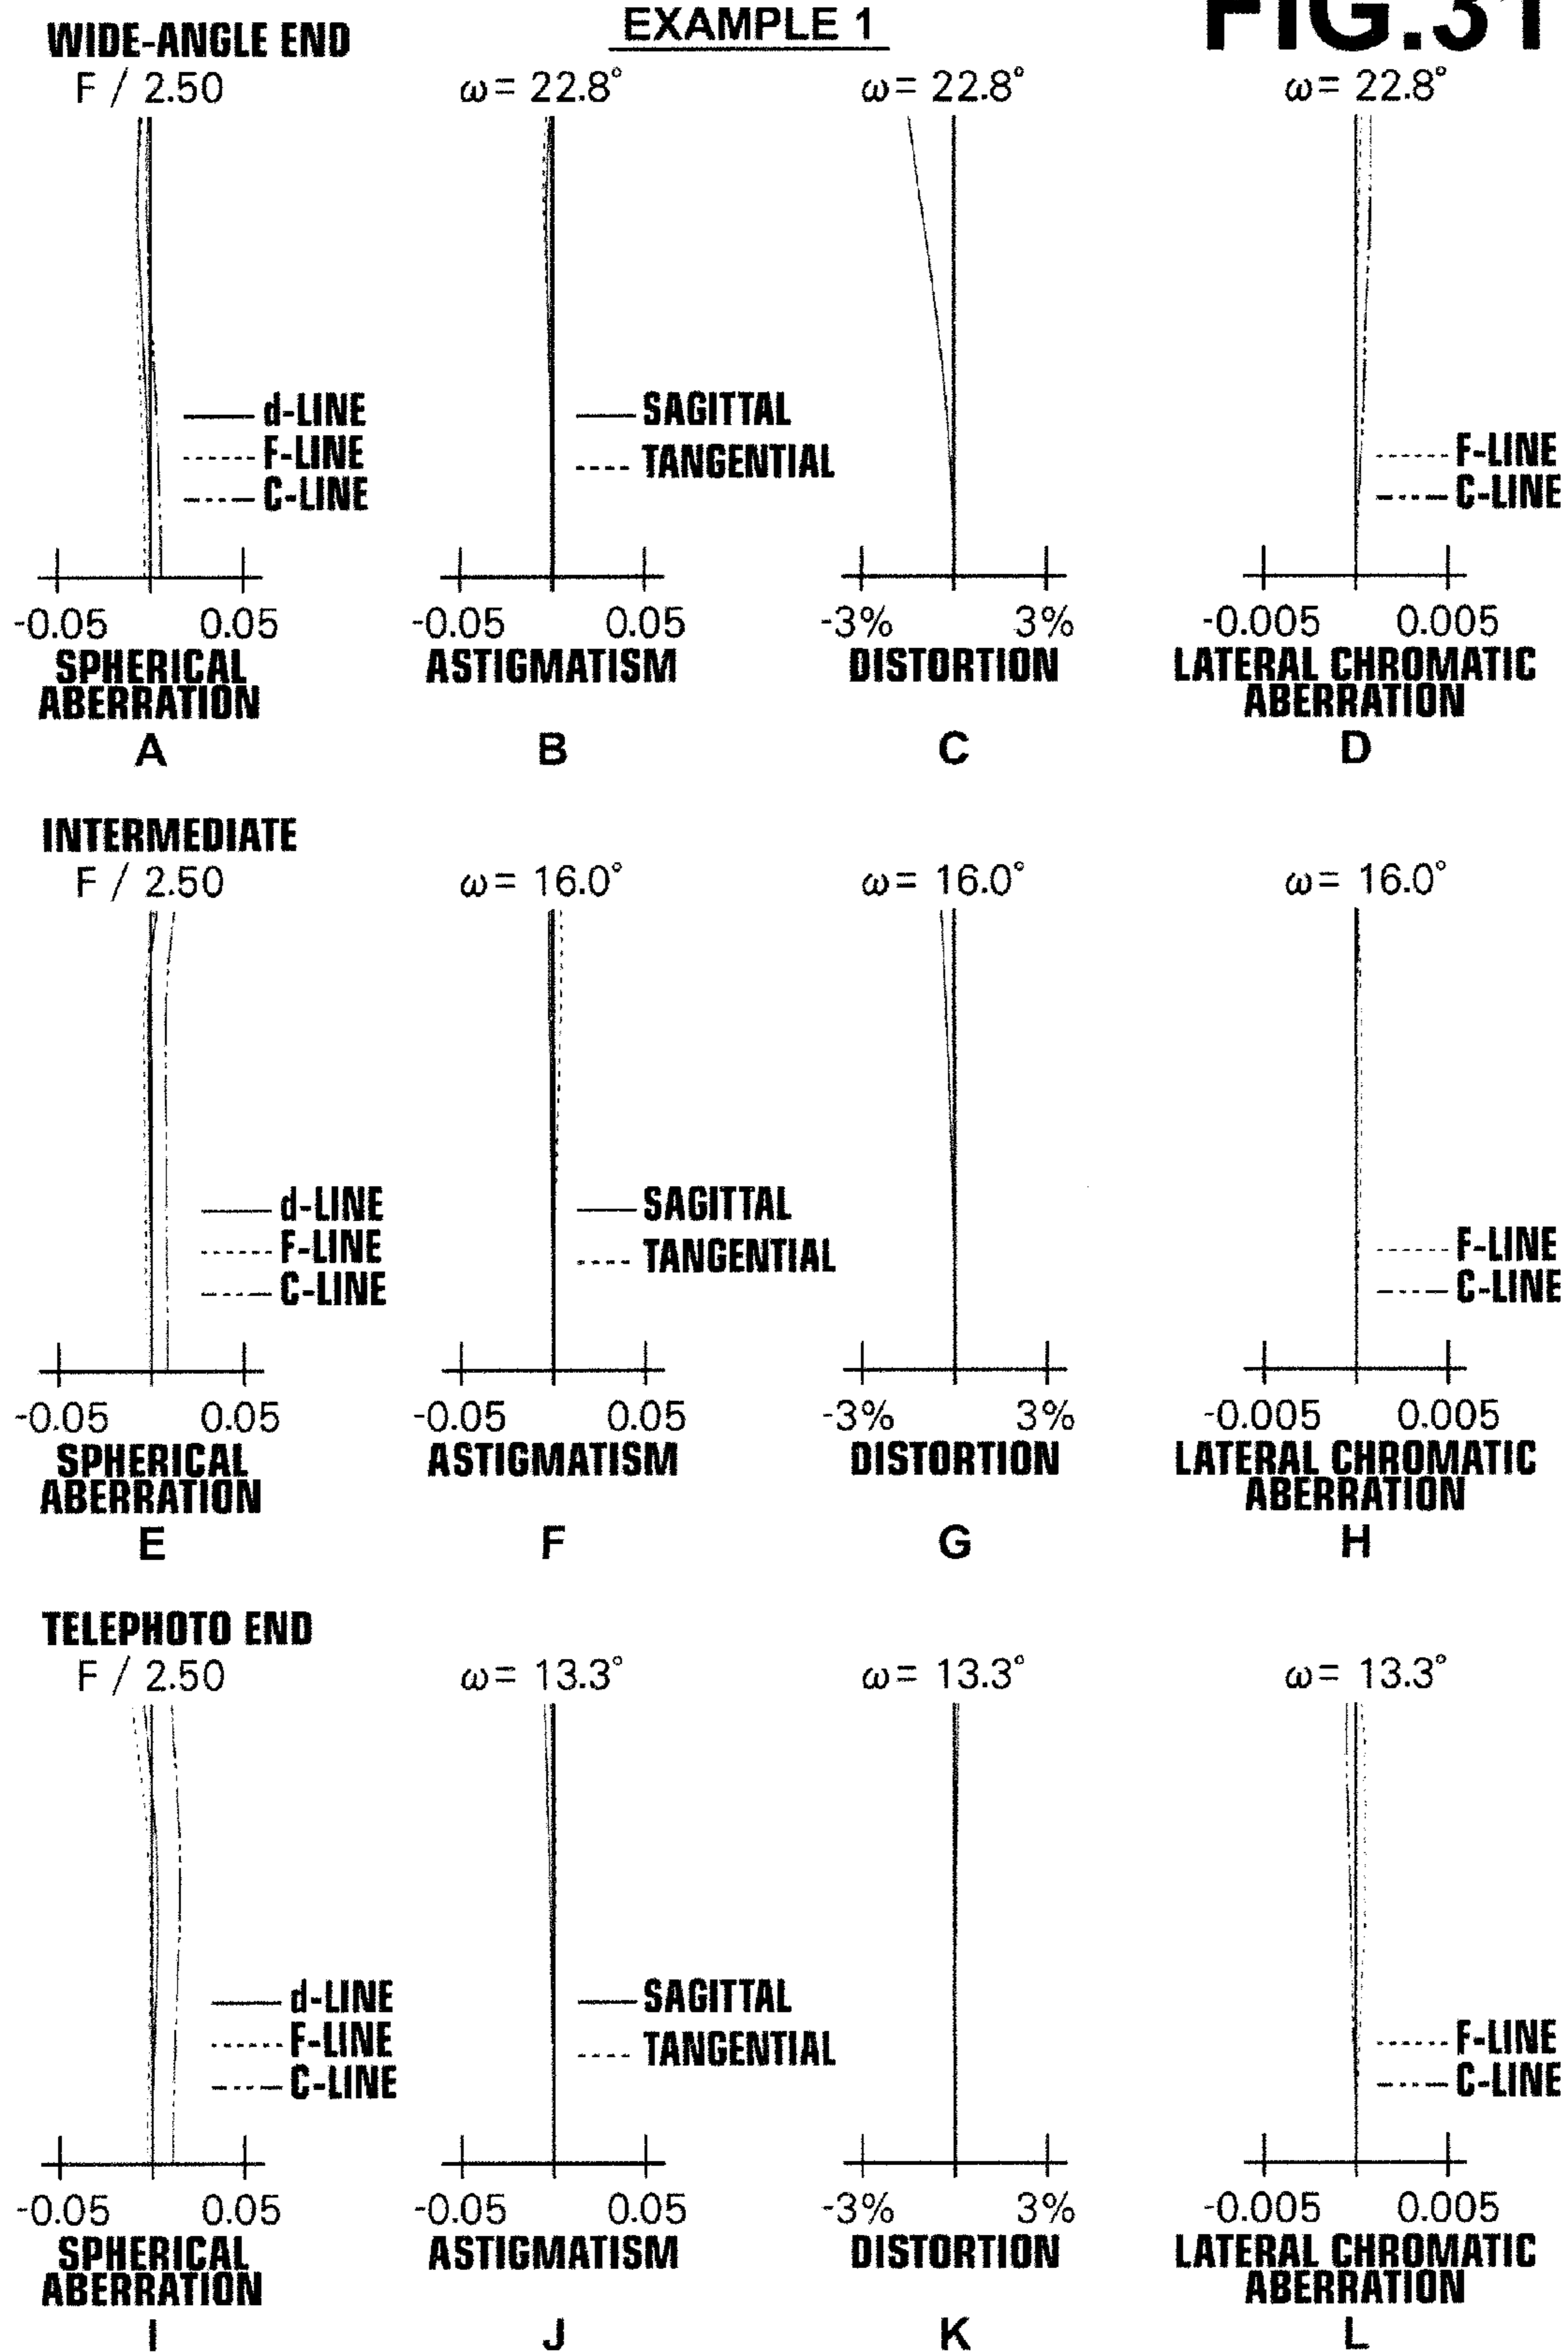 EXAMPLE 1
FIG.31
WIDE-ANGLE END
F / 2.50
ω= 22.8°
ω= 22.8°
ω= 22.8°
d-LINE
F-LINE
C-LINE
SAGITTAL
TANGENTIAL
F-LINE
C-LINE
-0.05 0.05
-0.05 0.05
-3% 3%
-0.005 0.005
SPHERICAL
ABERRATION
ASTIGMATISM
DISTORTION
LATERAL CHROMATIC
ABERRATION
A
B
C
D
INTERMEDIATE
F / 2.50
ω= 16.0°
ω= 16.0°
ω= 16.0°
d-LINE
F-LINE
C-LINE
SAGITTAL
TANGENTIAL
F-LINE
C-LINE
-0.05 0.05
-0.05 0.05
-3% 3%
-0.005 0.005
SPHERICAL
ABERRATION
ASTIGMATISM
DISTORTION
LATERAL CHROMATIC
ABERRATION
E
F
G
H
TELEPHOTO END
F / 2.50
ω= 13.3°
ω= 13.3°
ω= 13.3°
d-LINE
F-LINE
C-LINE
SAGITTAL
TANGENTIAL
F-LINE
C-LINE
-0.05 0.05
-0.05 0.05
-3% 3%
-0.005 0.005
SPHERICAL
ABERRATION
ASTIGMATISM
DISTORTION
LATERAL CHROMATIC
ABERRATION
I
J
K
L